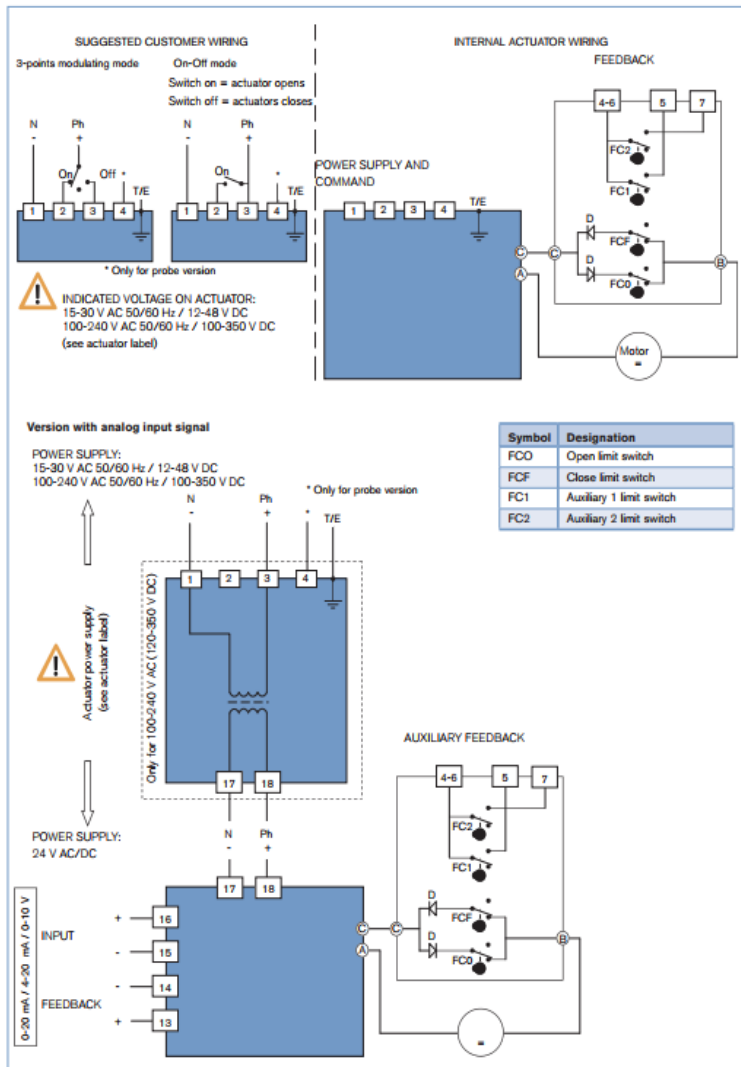 SUGGESTED CUSTOMER WIRING
3-points modulating mode
On-Off mode
Switch on = actuator opens
Switch off = actuators closes
N
-
Ph
+
On
Off
*
T/E
1
2
3
4
N
-
Ph
+
On
*
T/E
1
2
3
4
* Only for probe version
INDICATED VOLTAGE ON ACTUATOR:
15-30 V AC 50/60 Hz / 12-48 V DC
100-240 V AC 50/60 Hz / 100-350 V DC
(see actuator label)
INTERNAL ACTUATOR WIRING
FEEDBACK
4-6
5
7
FC2
FC1
POWER SUPPLY AND
COMMAND
1
2
3
4
T/E
C
C
A
D
FCF
D
FC0
B
Motor
=
Version with analog input signal
POWER SUPPLY:
15-30 V AC 50/60 Hz / 12-48 V DC
100-240 V AC 50/60 Hz / 100-350 V DC
Symbol Designation
FCO Open limit switch
FCF Close limit switch
FC1 Auxiliary 1 limit switch
FC2 Auxiliary 2 limit switch
* Only for probe version
N
-
Ph
+
*
T/E
1
2
3
4
Actuator power supply
(see actuator label)
Only for 100-240 V AC (120-350 V DC)
17
18
POWER SUPPLY:
24 V AC/DC
N
-
Ph
+
17
18
0-20 mA / 4-20 mA / 0-10 V
INPUT
+
16
-
15
FEEDBACK
-
14
+
13
AUXILIARY FEEDBACK
4-6
5
7
FC2
FC1
C
C
A
D
FCF
D
FC0
B
=